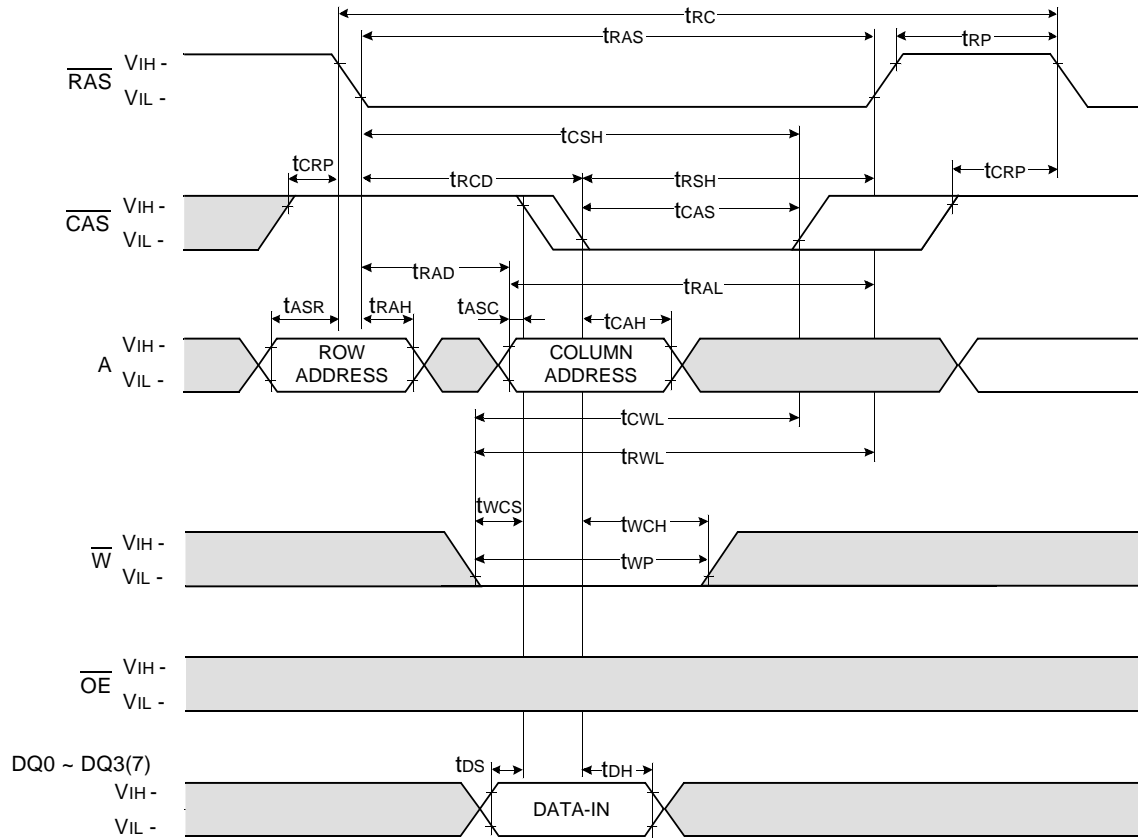 tRC
tRAS
tRP
RAS
VIH -
VIL -
tCSH
tCRP
tRCD
tRSH
tCRP
CAS
VIH -
VIL -
tCAS
tRAD
tRAL
tASR
tRAH
tASC
tCAH
A
VIH -
VIL -
ROW
ADDRESS
COLUMN
ADDRESS
tCWL
tRWL
tWCS
tWCH
W
VIH -
VIL -
tWP
OE
VIH -
VIL -
DQ0 ~ DQ3(7)
tDS
tDH
VIH -
VIL -
DATA-IN